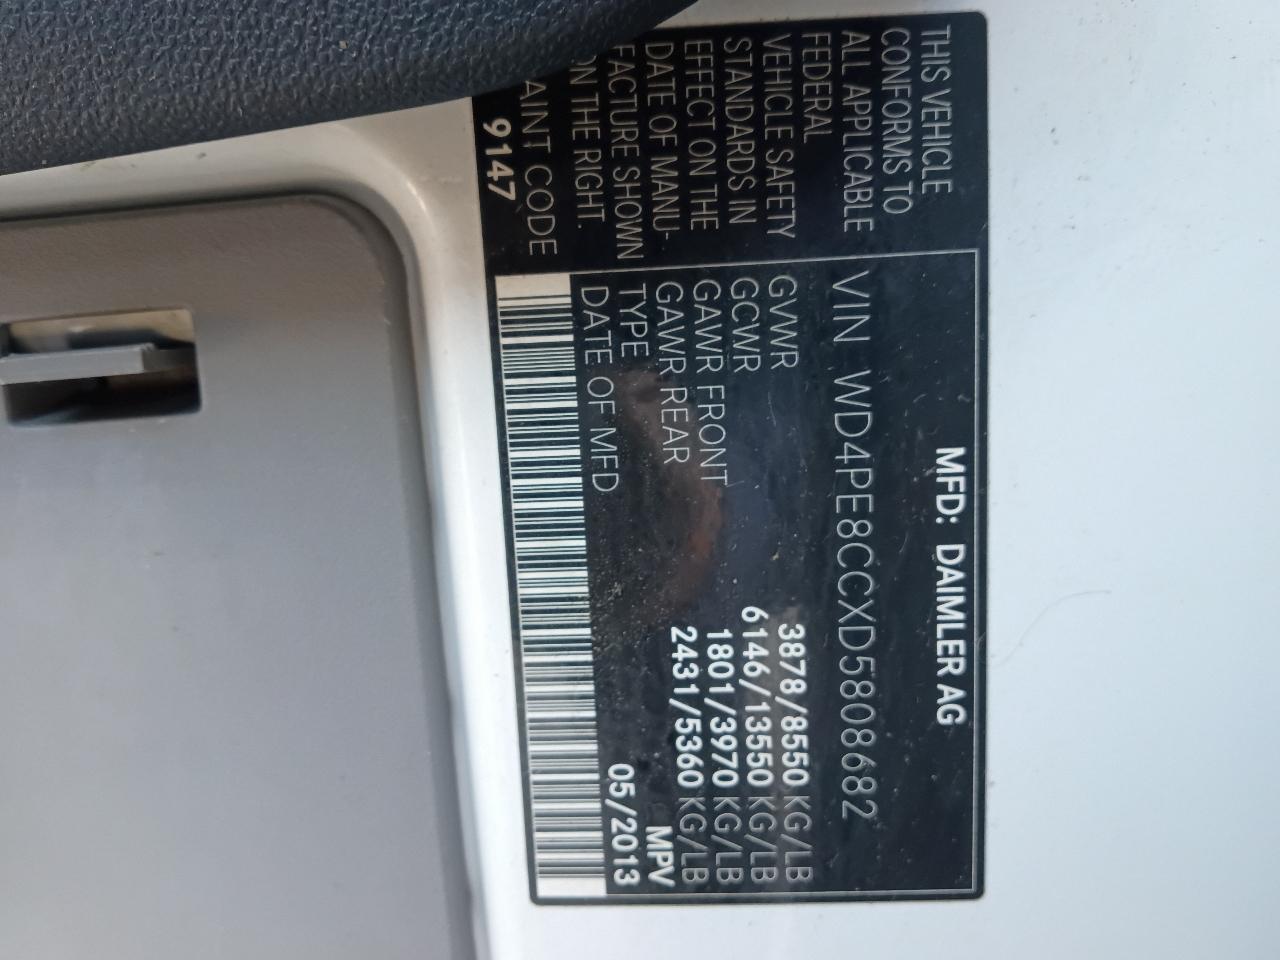 MFD: DAIMLER AG
THIS VEHICLE
CONFORMS TO
ALL APPLICABLE
FEDERAL
VEHICLE SAFETY
STANDARDS IN
EFFECT ON THE
DATE OF MANU-
FACTURE SHOWN
ON THE RIGHT.
AINT CODE
9147
VIN WD4PE8CCXD5808682
GVWR 3878/8550 KG/LB
GCWR 6146/13550 KG/LB
GAWR FRONT 1801/3970 KG/LB
GAWR REAR 2431/5360 KG/LB
TYPE MPV
DATE OF MFD 05/2013